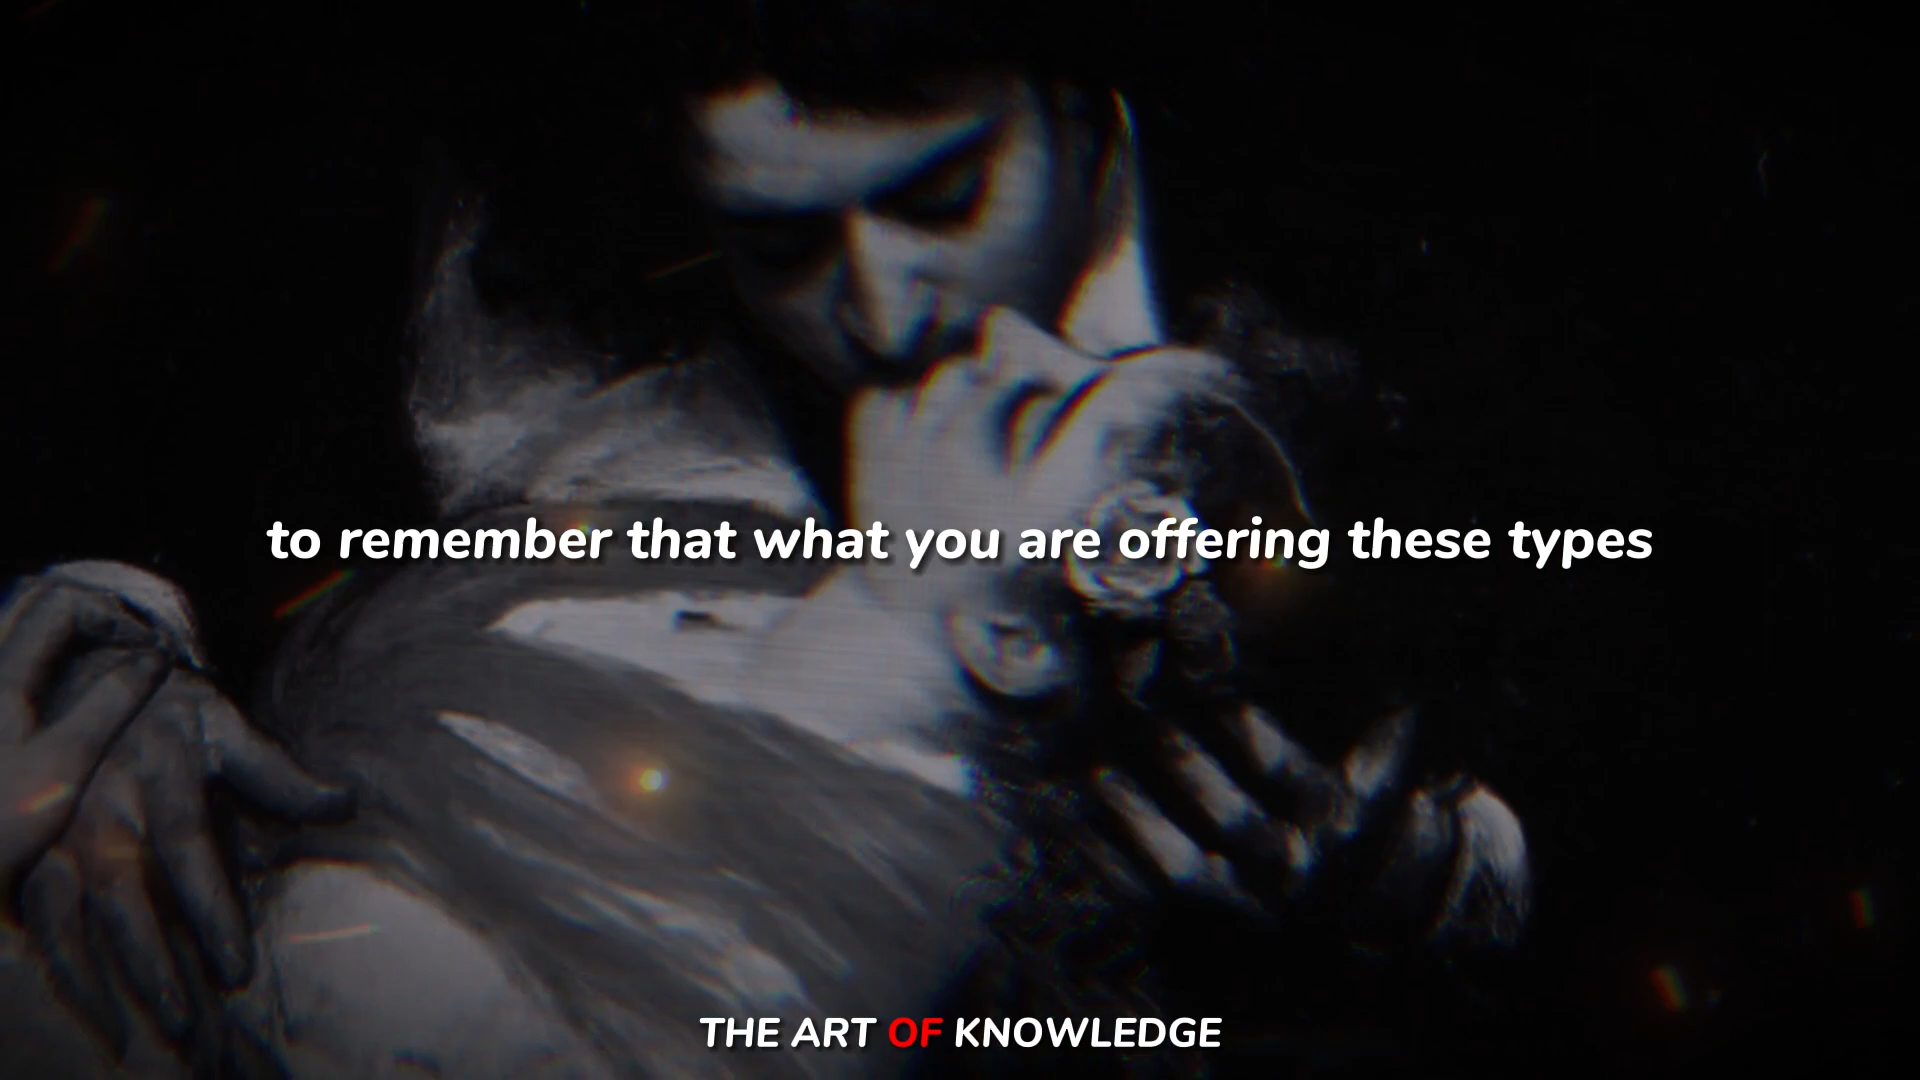 to remember that what you are offering these types
THE ART OF KNOWLEDGE